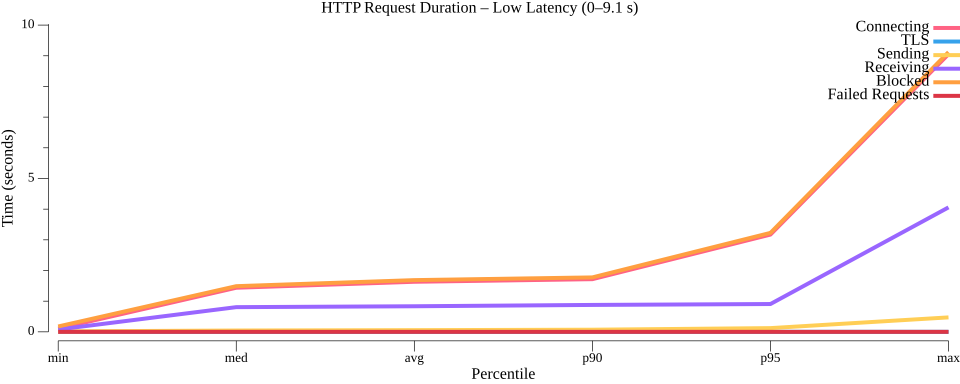 HTTP Request Duration – Low Latency (0–9.1 s)
10
5
0
Time (seconds)
Connecting
TLS
Sending
Receiving
Blocked
Failed Requests
min
med
avg
p90
p95
max
Percentile